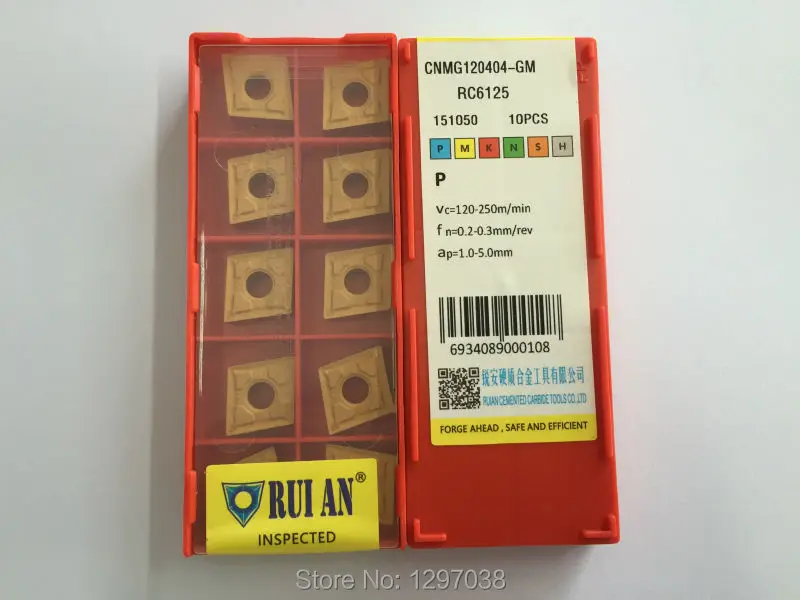 CNMG120404-GM
RC6125
151050 10PCS
P M K N S H
P
Vc=120-250m/min
fn=0.2-0.3mm/rev
ap=1.0-5.0mm
6934089000108
锐安硬质合金工具有限公司
RUIAN CEMENTED CARBIDE TOOLS CO.,LTD
FORGE AHEAD , SAFE AND EFFICIENT
RUI AN®
INSPECTED
Store No: 1297038